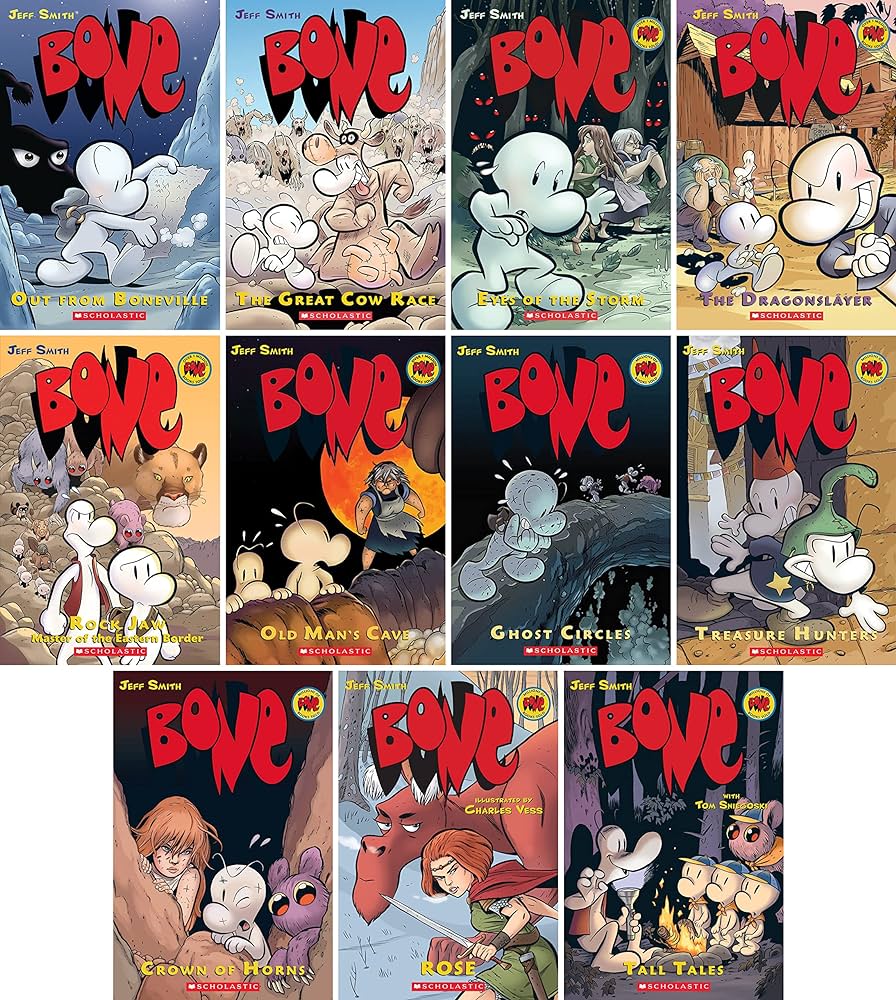 Jeff Smith
BONE
Out from Boneville
SCHOLASTIC
Jeff Smith
BONE
The Great Cow Race
SCHOLASTIC
Jeff Smith
BONE
Eyes of the Storm
SCHOLASTIC
Jeff Smith
BONE
The Dragonslayer
SCHOLASTIC
Jeff Smith
BONE
Rock Jaw
Master of the Eastern Border
SCHOLASTIC
Jeff Smith
BONE
Old Man's Cave
SCHOLASTIC
Jeff Smith
BONE
Ghost Circles
SCHOLASTIC
Jeff Smith
BONE
Treasure Hunters
SCHOLASTIC
Jeff Smith
BONE
Crown of Horns
SCHOLASTIC
Jeff Smith
BONE
Illustrated by
Charles Vess
ROSE
SCHOLASTIC
Jeff Smith
BONE
with
Tom Sniegoski
Tall Tales
SCHOLASTIC